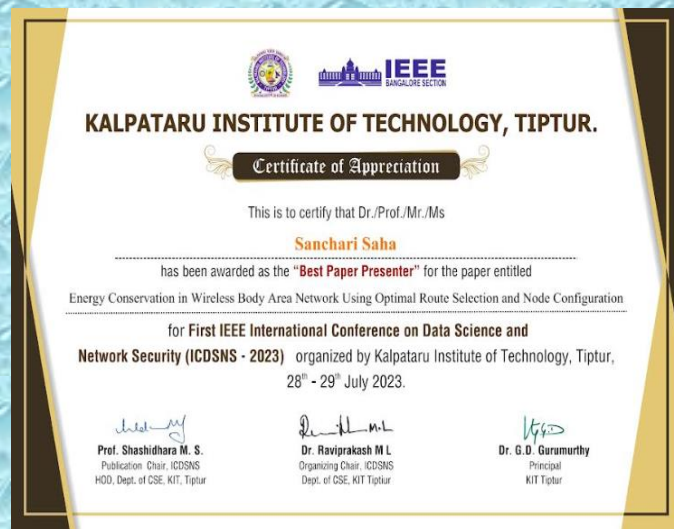 IEEE
BANGALORE SECTION
KALPATARU INSTITUTE OF TECHNOLOGY, TIPTUR.
Certificate of Appreciation
This is to certify that Dr./Prof./Mr./Ms
Sanchari Saha
has been awarded as the "Best Paper Presenter" for the paper entitled
Energy Conservation in Wireless Body Area Network Using Optimal Route Selection and Node Configuration
for First IEEE International Conference on Data Science and
Network Security (ICDSNS - 2023) organized by Kalpataru Institute of Technology, Tiptur,
28th - 29th July 2023.
Prof. Shashidhara M. S.
Publication Chair, ICDSNS
HOD, Dept. of CSE, KIT, Tiptur
Dr. Raviprakash M L
Organizing Chair, ICDSNS
Dept. of CSE, KIT Tiptur
Dr. G.D. Gurumurthy
Principal
KIT Tiptur